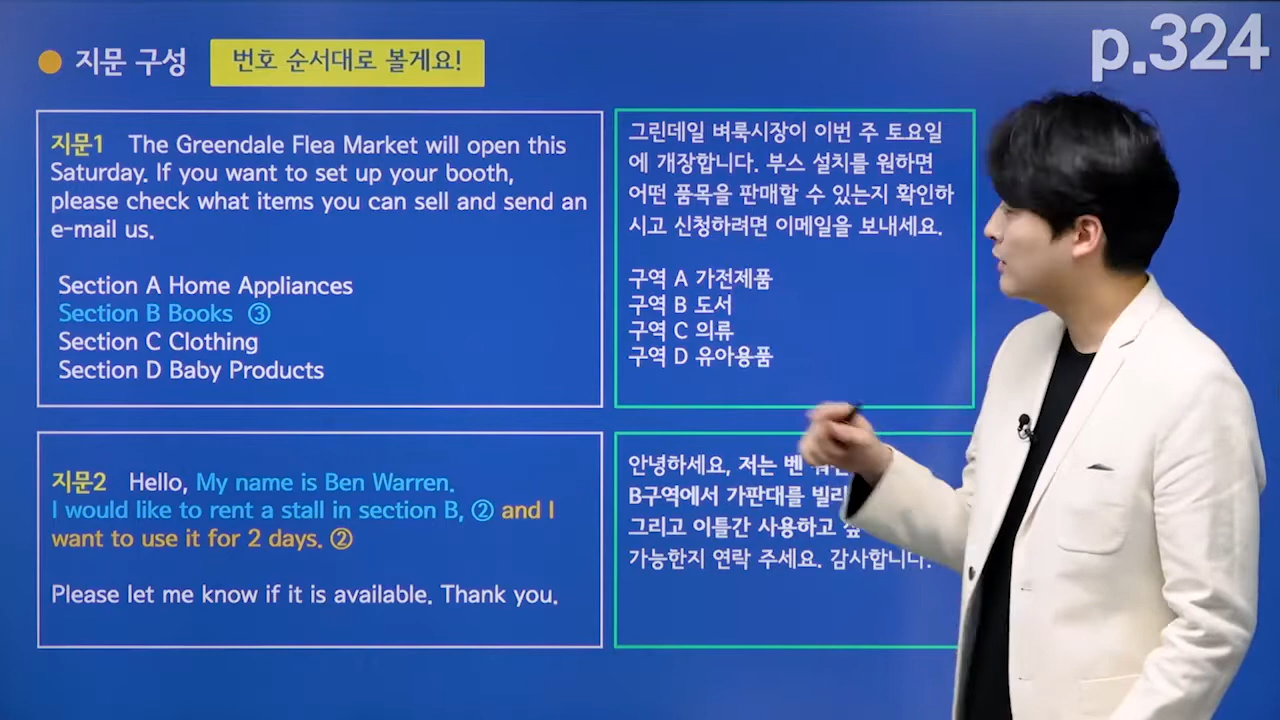 지문 구성
번호 순서대로 볼게요!
p.324
지문1 The Greendale Flea Market will open this
Saturday. If you want to set up your booth,
please check what items you can sell and send an
e-mail us.
Section A Home Appliances
Section B Books ③
Section C Clothing
Section D Baby Products
그린데일 벼룩시장이 이번 주 토요일
에 개장합니다. 부스 설치를 원하면
어떤 품목을 판매할 수 있는지 확인하
시고 신청하려면 이메일을 보내세요.
구역 A 가전제품
구역 B 도서
구역 C 의류
구역 D 유아용품
지문2 Hello, My name is Ben Warren.
I would like to rent a stall in section B, ② and I
want to use it for 2 days. ②
Please let me know if it is available. Thank you.
안녕하세요, 저는 벤
B구역에서 가판대를 빌리
그리고 이틀간 사용하고
가능한지 연락 주세요. 감사합니다.